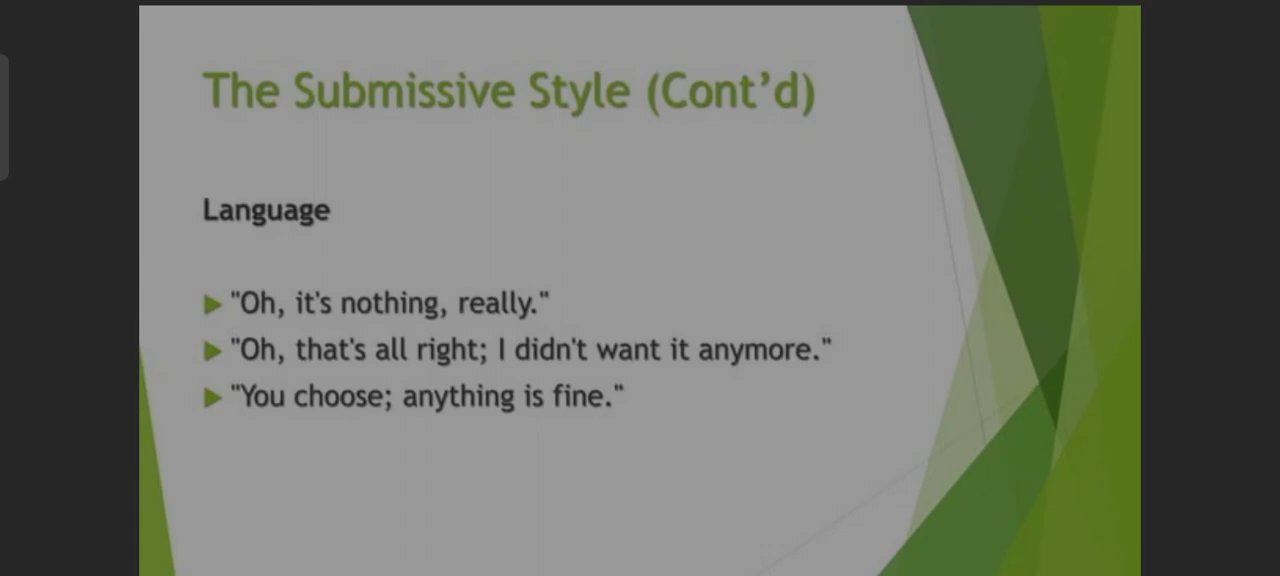 The Submissive Style (Cont’d)
Language
"Oh, it's nothing, really."
"Oh, that's all right; I didn't want it anymore."
"You choose; anything is fine."